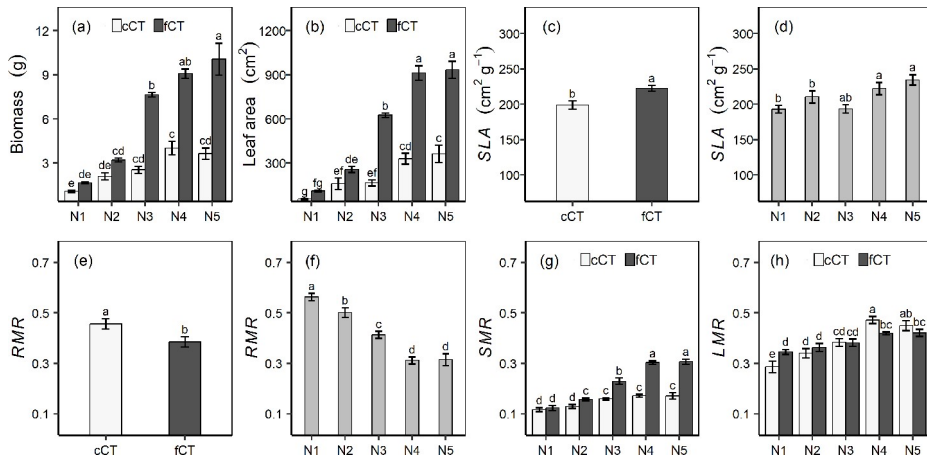 (a) cCT fCT
Biomass (g)
12
9
6
3
e de de cd cd b c ab cd a
N1 N2 N3 N4 N5
(b) cCT fCT
Leaf area (cm²)
1200
900
600
300
g fg ef de ef b cd a c a
N1 N2 N3 N4 N5
(c)
SLA (cm² g⁻¹)
300
250
200
150
100
b a
cCT fCT
(d)
SLA (cm² g⁻¹)
300
250
200
150
100
b b ab a a
N1 N2 N3 N4 N5
(e)
RMR
0.7
0.5
0.3
0.1
a b
cCT fCT
(f)
RMR
0.7
0.5
0.3
0.1
a b c d d
N1 N2 N3 N4 N5
(g) cCT fCT
SMR
0.7
0.5
0.3
0.1
d d d c c b c a c a
N1 N2 N3 N4 N5
(h) cCT fCT
LMR
0.7
0.5
0.3
0.1
e d d d cd cd a bc ab bc
N1 N2 N3 N4 N5